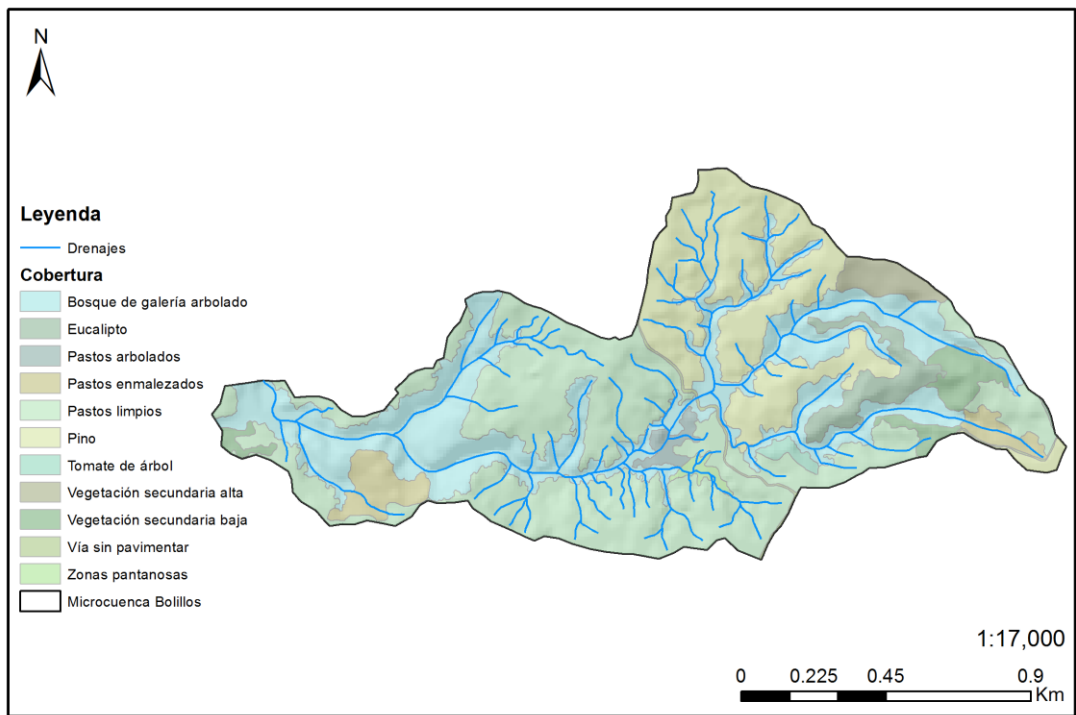 N
Leyenda
Drenajes
Cobertura
Bosque de galería arbolado
Eucalipto
Pastos arbolados
Pastos enmalezados
Pastos limpios
Pino
Tomate de árbol
Vegetación secundaria alta
Vegetación secundaria baja
Vía sin pavimentar
Zonas pantanosas
Microcuenca Bolillos
1:17,000
0 0.225 0.45 0.9
Km